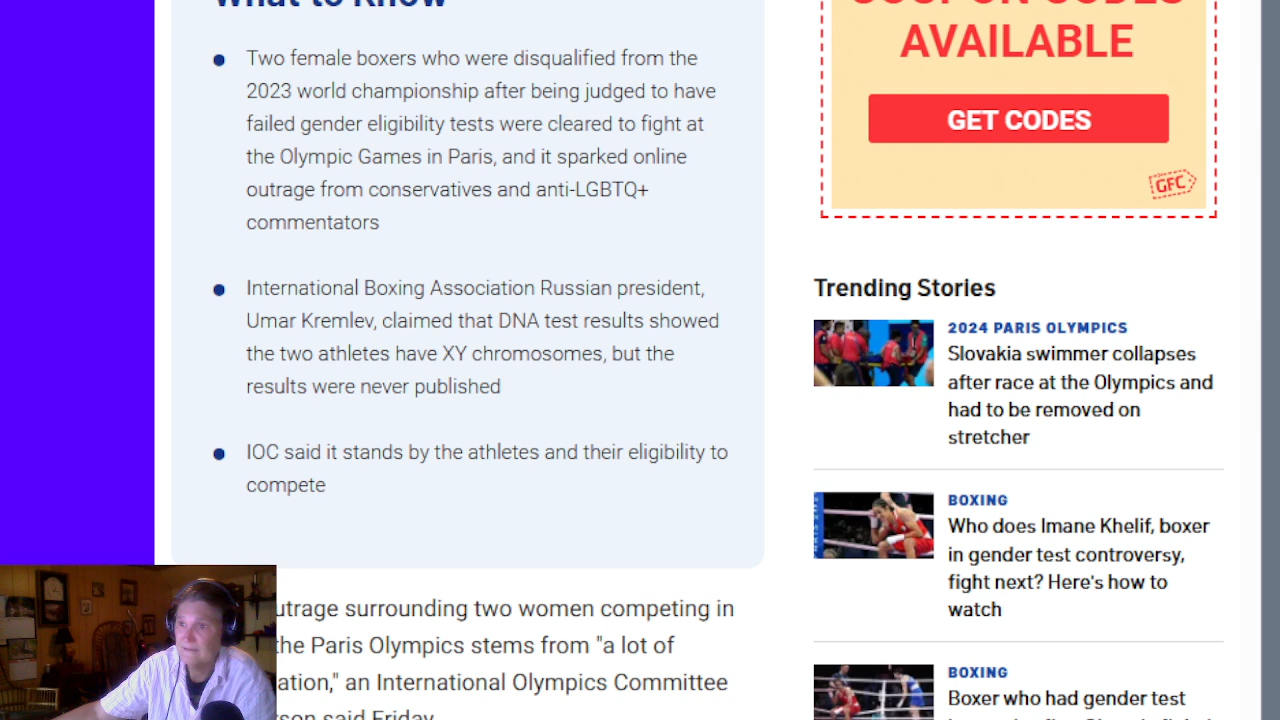 What to Know
Two female boxers who were disqualified from the
2023 world championship after being judged to have
failed gender eligibility tests were cleared to fight at
the Olympic Games in Paris, and it sparked online
outrage from conservatives and anti-LGBTQ+
commentators
International Boxing Association Russian president,
Umar Kremlev, claimed that DNA test results showed
the two athletes have XY chromosomes, but the
results were never published
IOC said it stands by the athletes and their eligibility to
compete
utrage surrounding two women competing in
the Paris Olympics stems from "a lot of
ation," an International Olympics Committee
rson said Friday
COUPON CODES
AVAILABLE
GET CODES
GFC
Trending Stories
2024 PARIS OLYMPICS
Slovakia swimmer collapses
after race at the Olympics and
had to be removed on
stretcher
BOXING
Who does Imane Khelif, boxer
in gender test controversy,
fight next? Here's how to
watch
BOXING
Boxer who had gender test